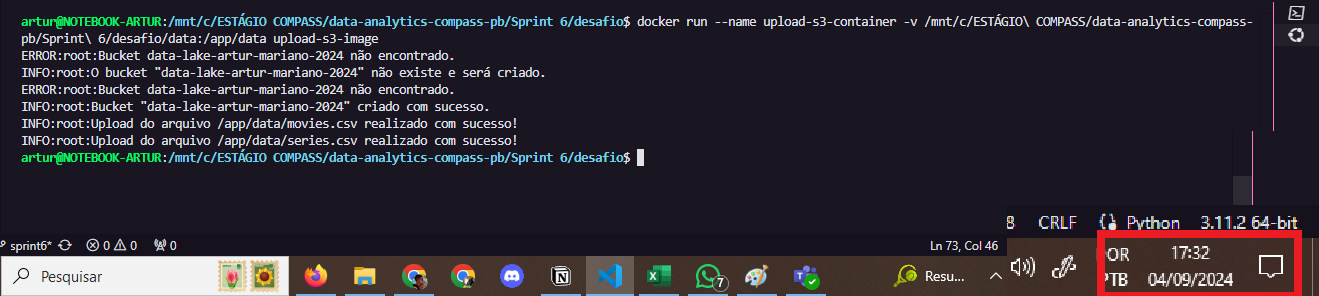 artur@NOTEBOOK-ARTUR:/mnt/c/ESTÁGIO COMPASS/data-analytics-compass-pb/Sprint 6/desafio$ docker run --name upload-s3-container -v /mnt/c/ESTÁGIO\ COMPASS/data-analytics-compass-
pb/Sprint\ 6/desafio/data:/app/data upload-s3-image
ERROR:root:Bucket data-lake-artur-mariano-2024 não encontrado.
INFO:root:O bucket "data-lake-artur-mariano-2024" não existe e será criado.
ERROR:root:Bucket data-lake-artur-mariano-2024 não encontrado.
INFO:root:Bucket "data-lake-artur-mariano-2024" criado com sucesso.
INFO:root:Upload do arquivo /app/data/movies.csv realizado com sucesso!
INFO:root:Upload do arquivo /app/data/series.csv realizado com sucesso!
artur@NOTEBOOK-ARTUR:/mnt/c/ESTÁGIO COMPASS/data-analytics-compass-pb/Sprint 6/desafio$
8 CRLF {} Python 3.11.2 64-bit
sprint6* 0 0 0 Ln 73, Col 46
Pesquisar 7 Resu... POR 17:32
PTB 04/09/2024